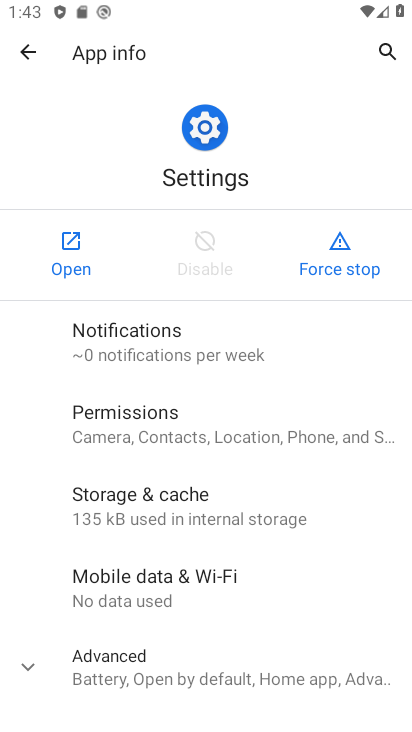 1:43
App info
Settings
Open
Disable
Force stop
Notifications
~0 notifications per week
Permissions
Camera, Contacts, Location, Phone, and S...
Storage & cache
135 kB used in internal storage
Mobile data & Wi-Fi
No data used
Advanced
Battery, Open by default, Home app, Adva..